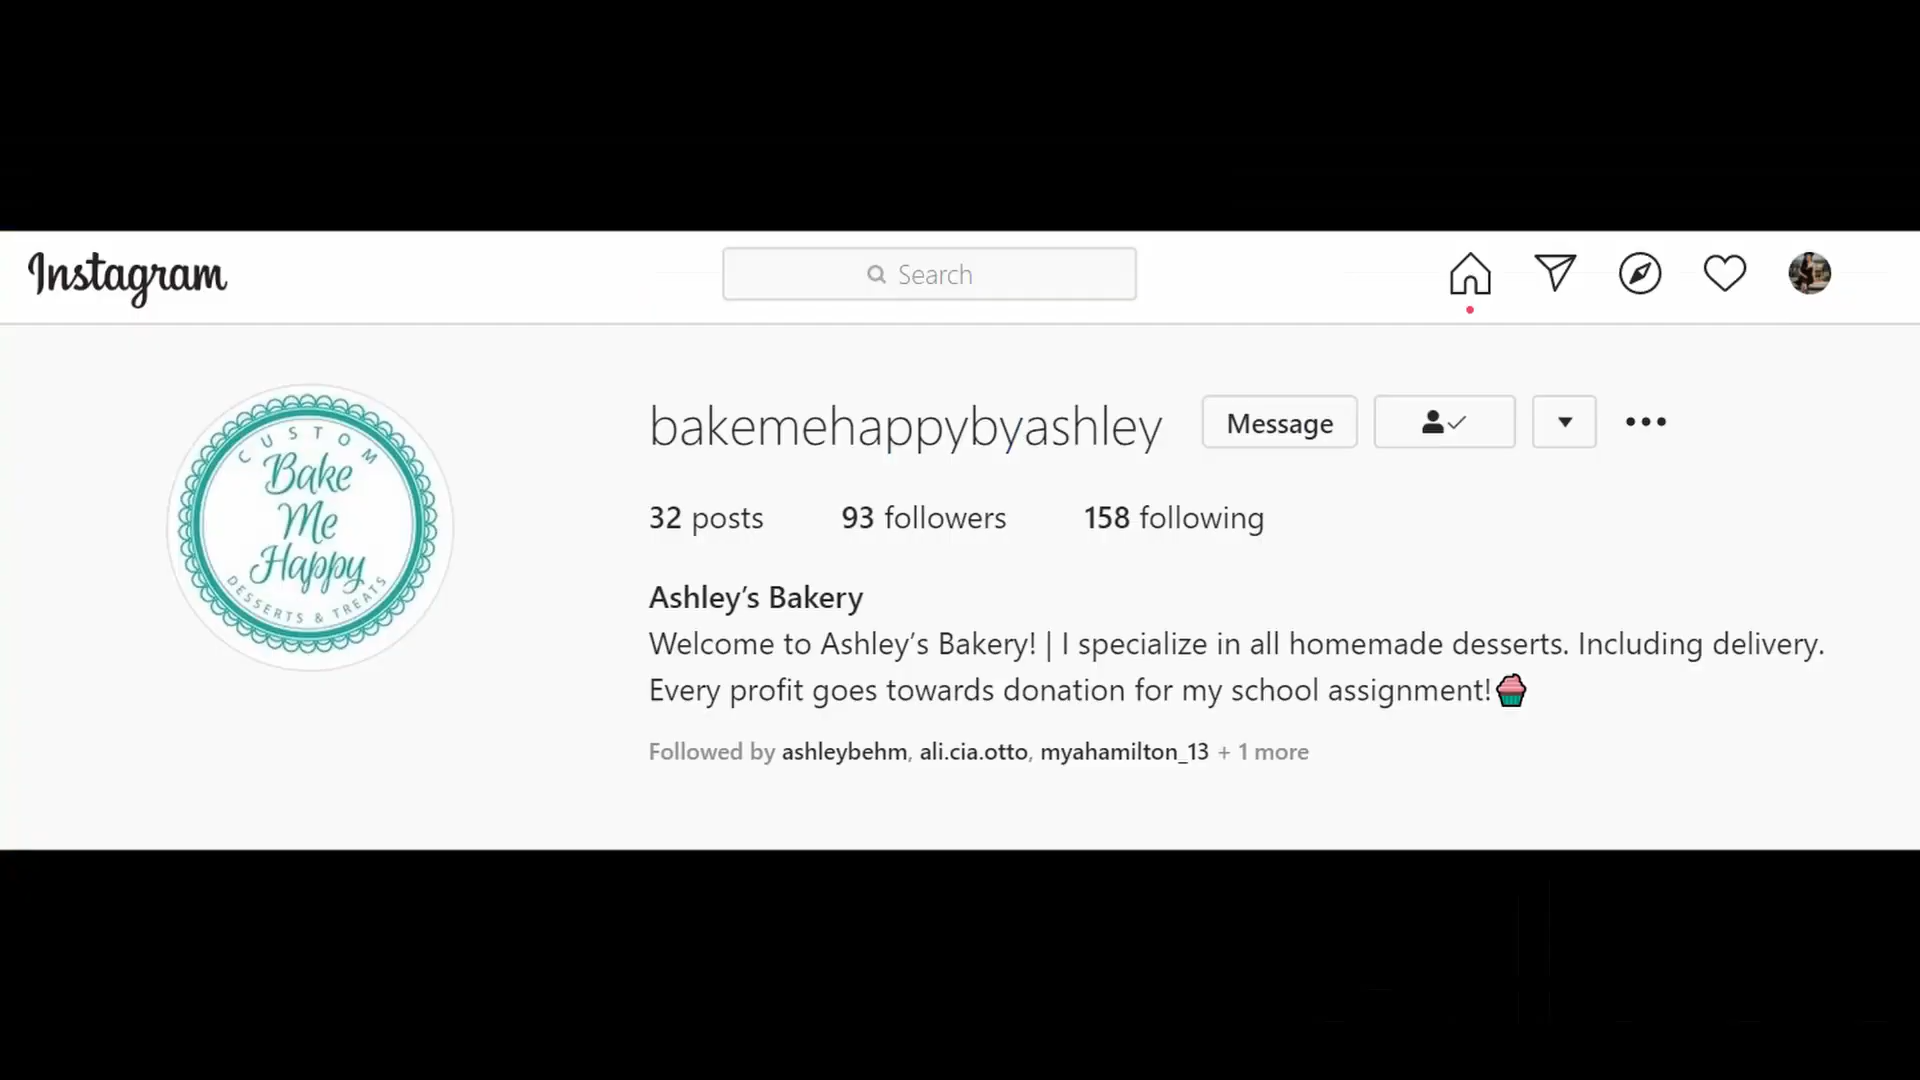 Instagram
Search
CUSTOM
Bake
Me
Happy
DESSERTS & TREATS
bakemehappybyashley
Message
32 posts 93 followers 158 following
Ashley’s Bakery
Welcome to Ashley’s Bakery! | I specialize in all homemade desserts. Including delivery.
Every profit goes towards donation for my school assignment!🧁
Followed by ashleybehm, ali.cia.otto, myahamilton_13 + 1 more